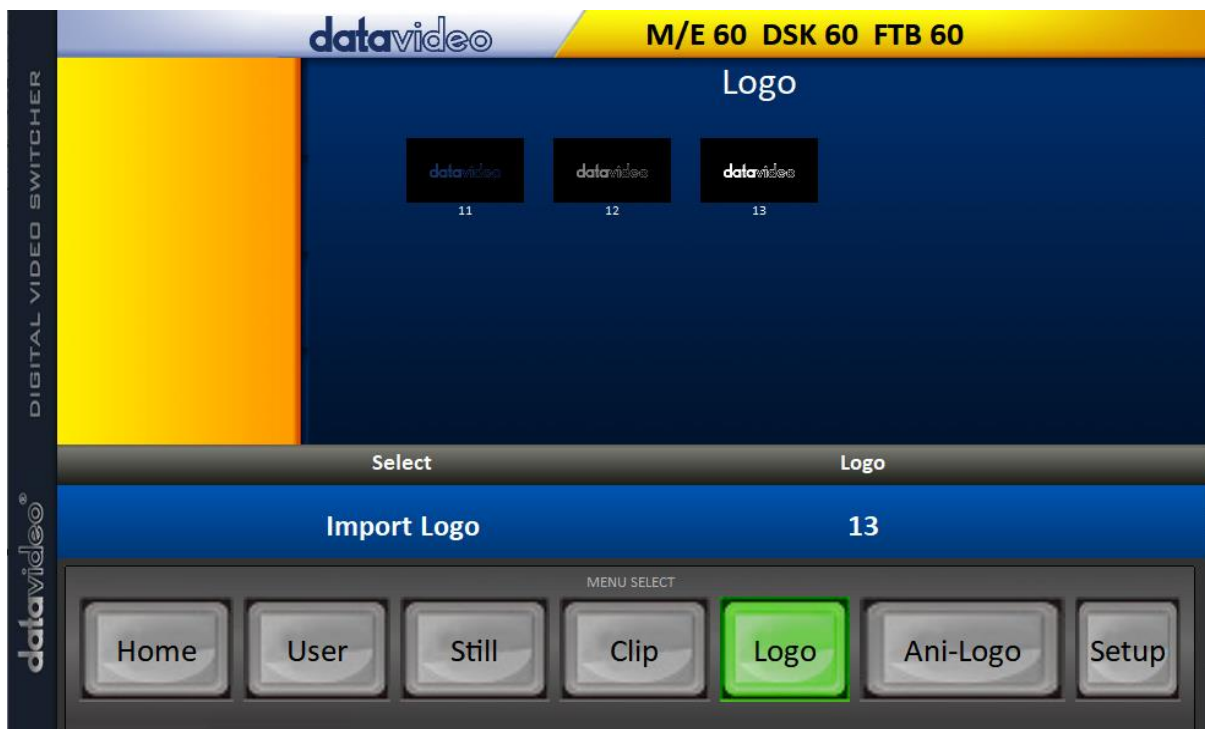 datavideo
M/E 60 DSK 60 FTB 60
Logo
datavideo
datavideo
datavideo
11
12
13
Select
Logo
Import Logo
13
MENU SELECT
Home
User
Still
Clip
Logo
Ani-Logo
Setup
DIGITAL VIDEO SWITCHER
datavideo®